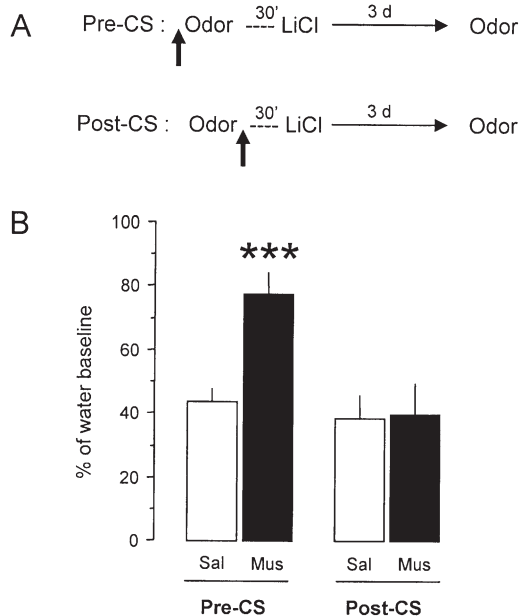 A
Pre-CS : Odor ---- 30' LiCl 3 d Odor
Post-CS : Odor ---- 30' LiCl 3 d Odor
B
% of water baseline
100
80
60
40
20
0
***
Sal Mus Sal Mus
Pre-CS Post-CS